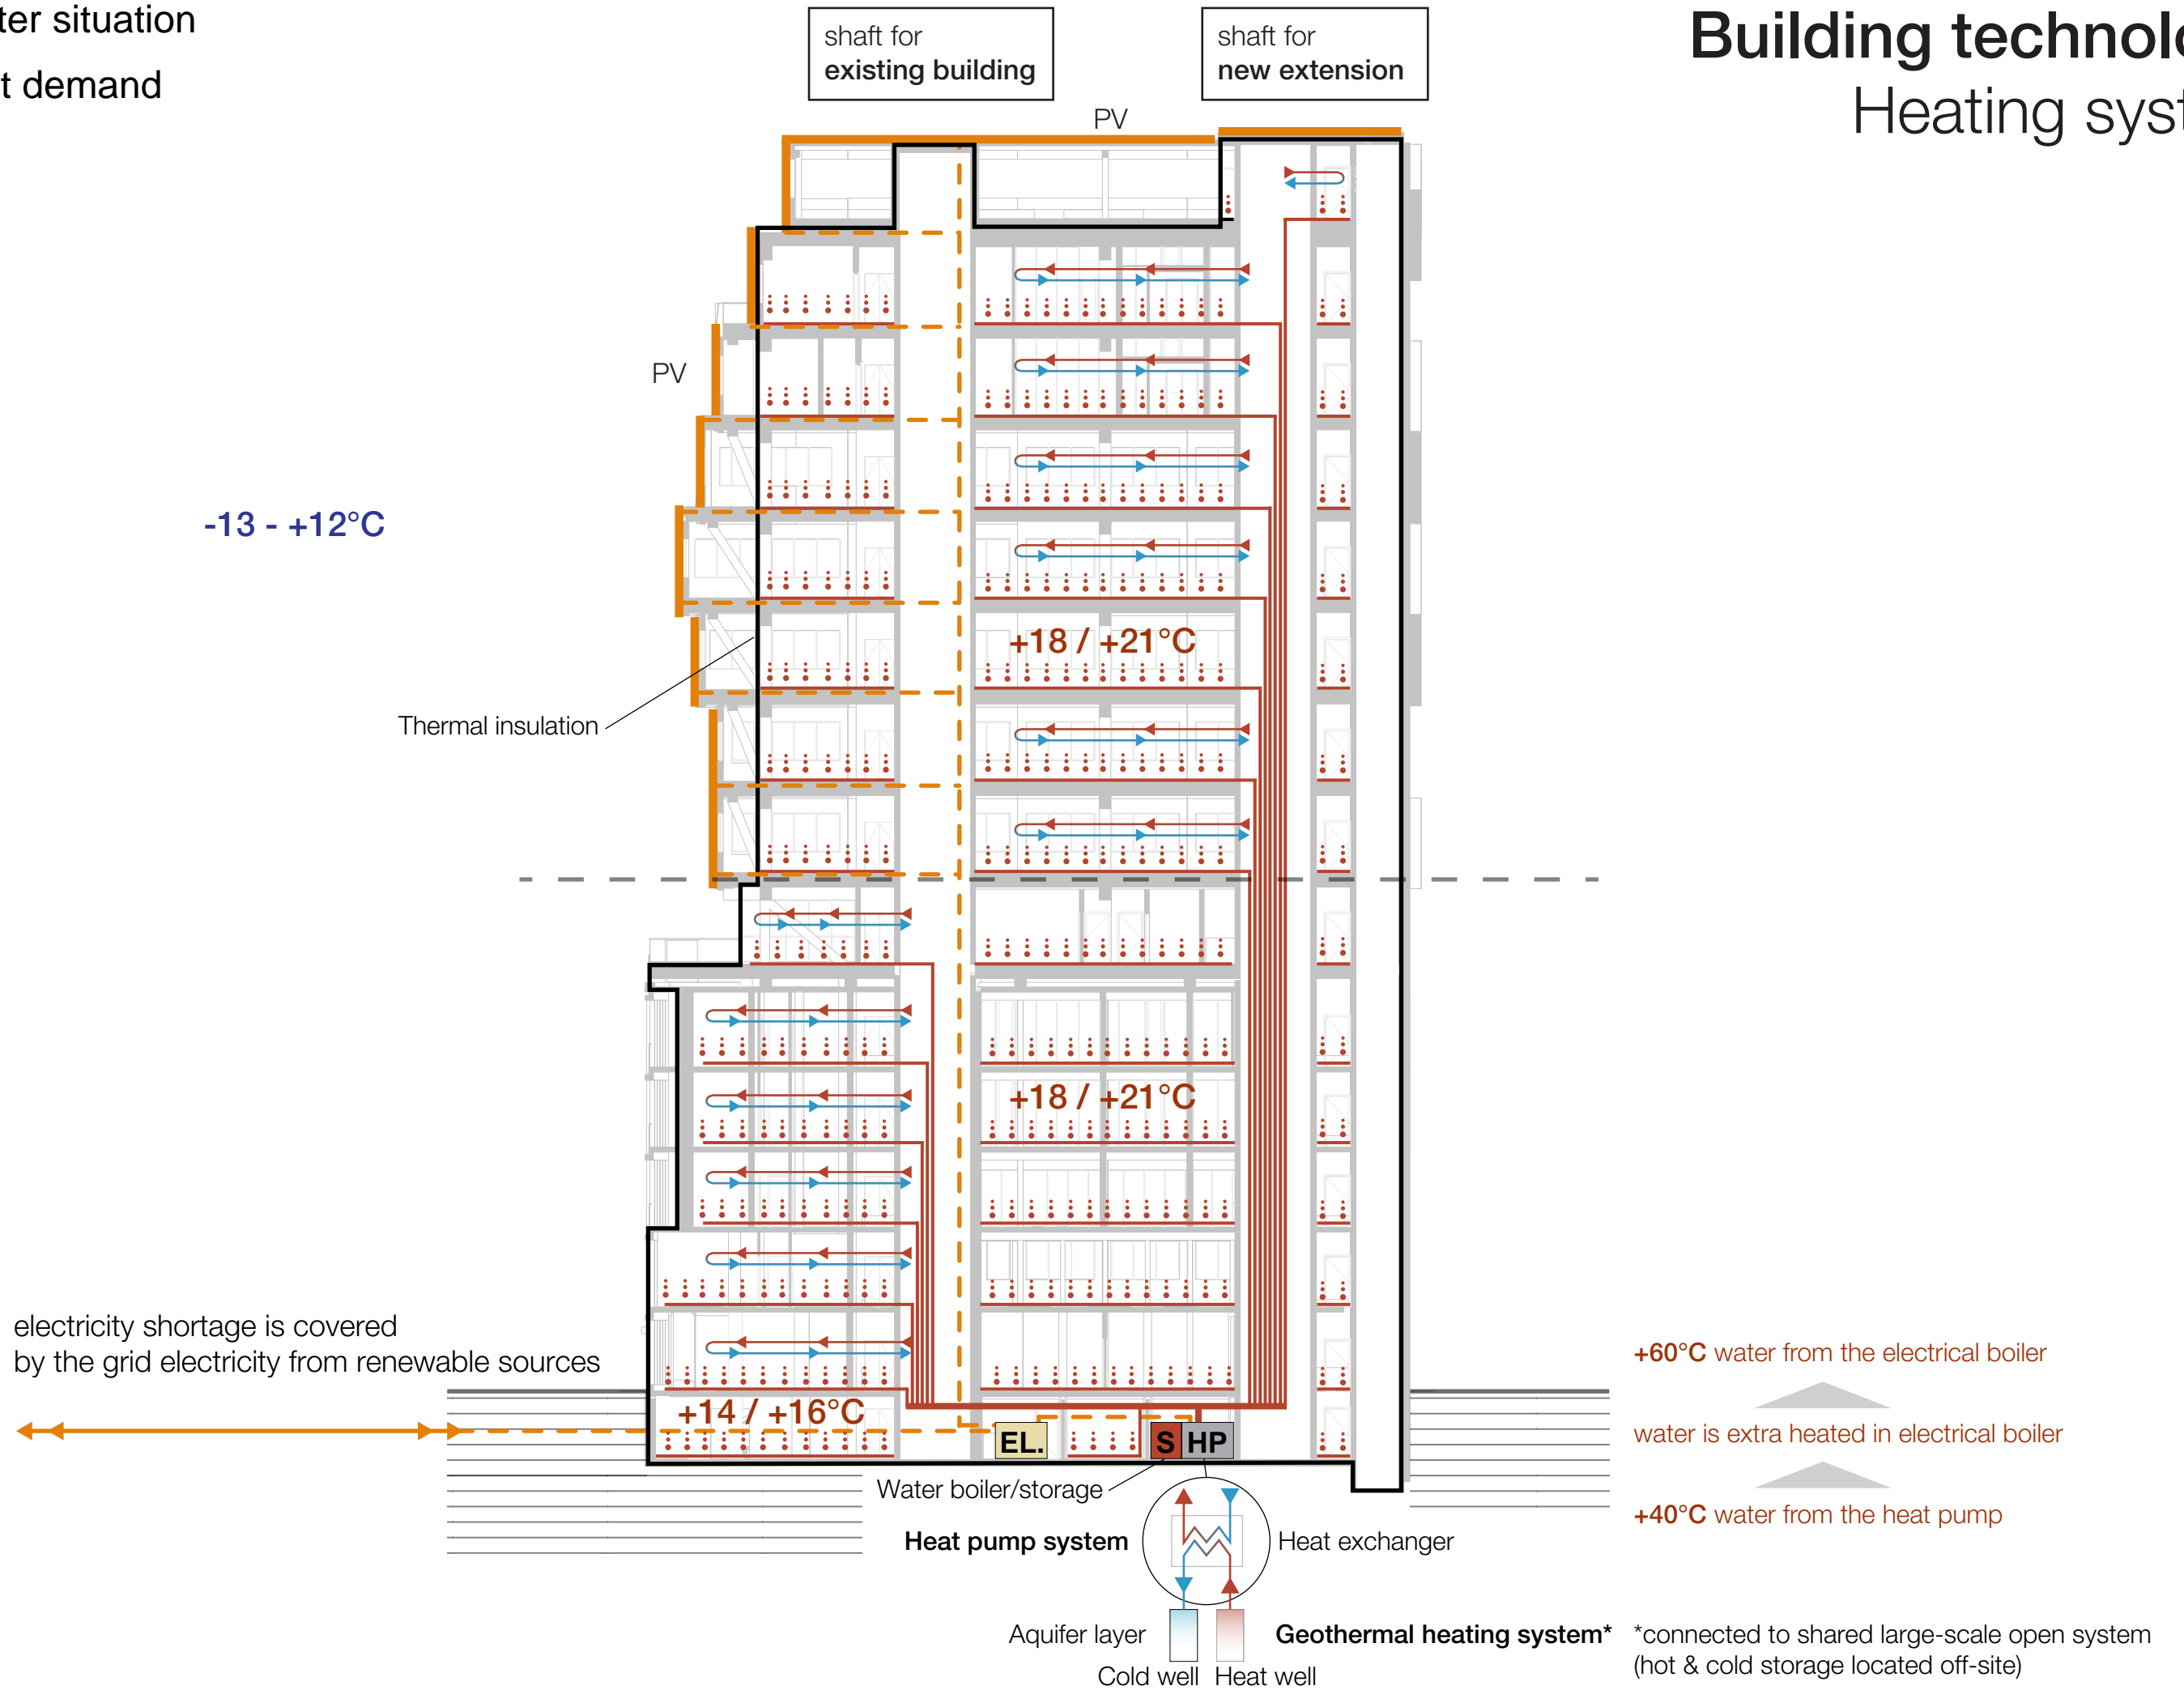 ter situation
t demand
shaft for
existing building
shaft for
new extension
Building technolo
Heating syst
PV
PV
-13 - +12°C
+18 / +21°C
Thermal insulation
+18 / +21°C
electricity shortage is covered
by the grid electricity from renewable sources
+14 / +16°C
EL.
S HP
+60°C water from the electrical boiler
water is extra heated in electrical boiler
+40°C water from the heat pump
Water boiler/storage
Heat pump system
Heat exchanger
Aquifer layer
Geothermal heating system*
Cold well Heat well
*connected to shared large-scale open system
(hot & cold storage located off-site)